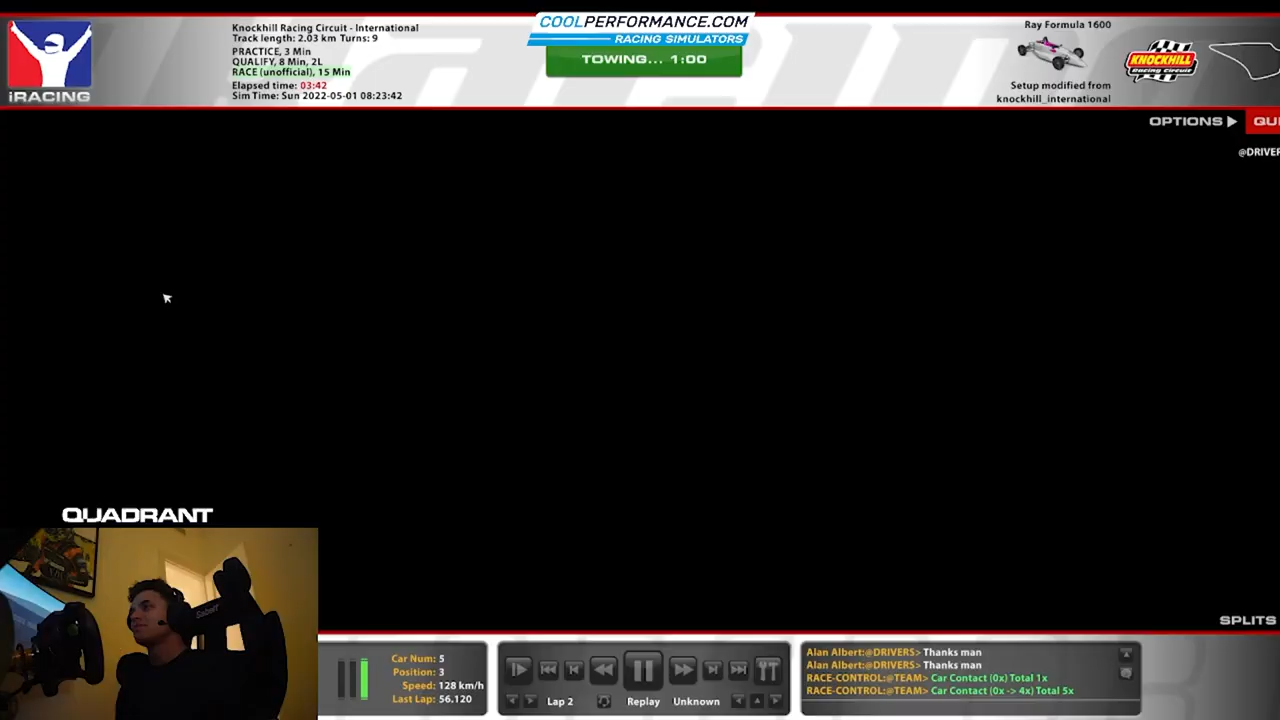 iRACING
Knockhill Racing Circuit - International
Track length: 2.03 km Turns: 9
PRACTICE, 3 Min
QUALIFY, 8 Min, 2L
RACE (unofficial), 15 Min
Elapsed time: 03:42
Sim Time: Sun 2022-05-01 08:23:42
COOLPERFORMANCE.COM
RACING SIMULATORS
TOWING... 1:00
Ray Formula 1600
KNOCKHILL
Racing Circuit
Setup modified from
knockhill_international
OPTIONS
QUI
@DRIVER
QUADRANT
SPLITS
Car Num: 5
Position: 3
Speed: 128 km/h
Last Lap: 56.120
Lap 2
Replay
Unknown
Alan Albert:@DRIVERS> Thanks man
Alan Albert:@DRIVERS> Thanks man
RACE-CONTROL:@TEAM> Car Contact (0x) Total 1x
RACE-CONTROL:@TEAM> Car Contact (0x -> 4x) Total 5x